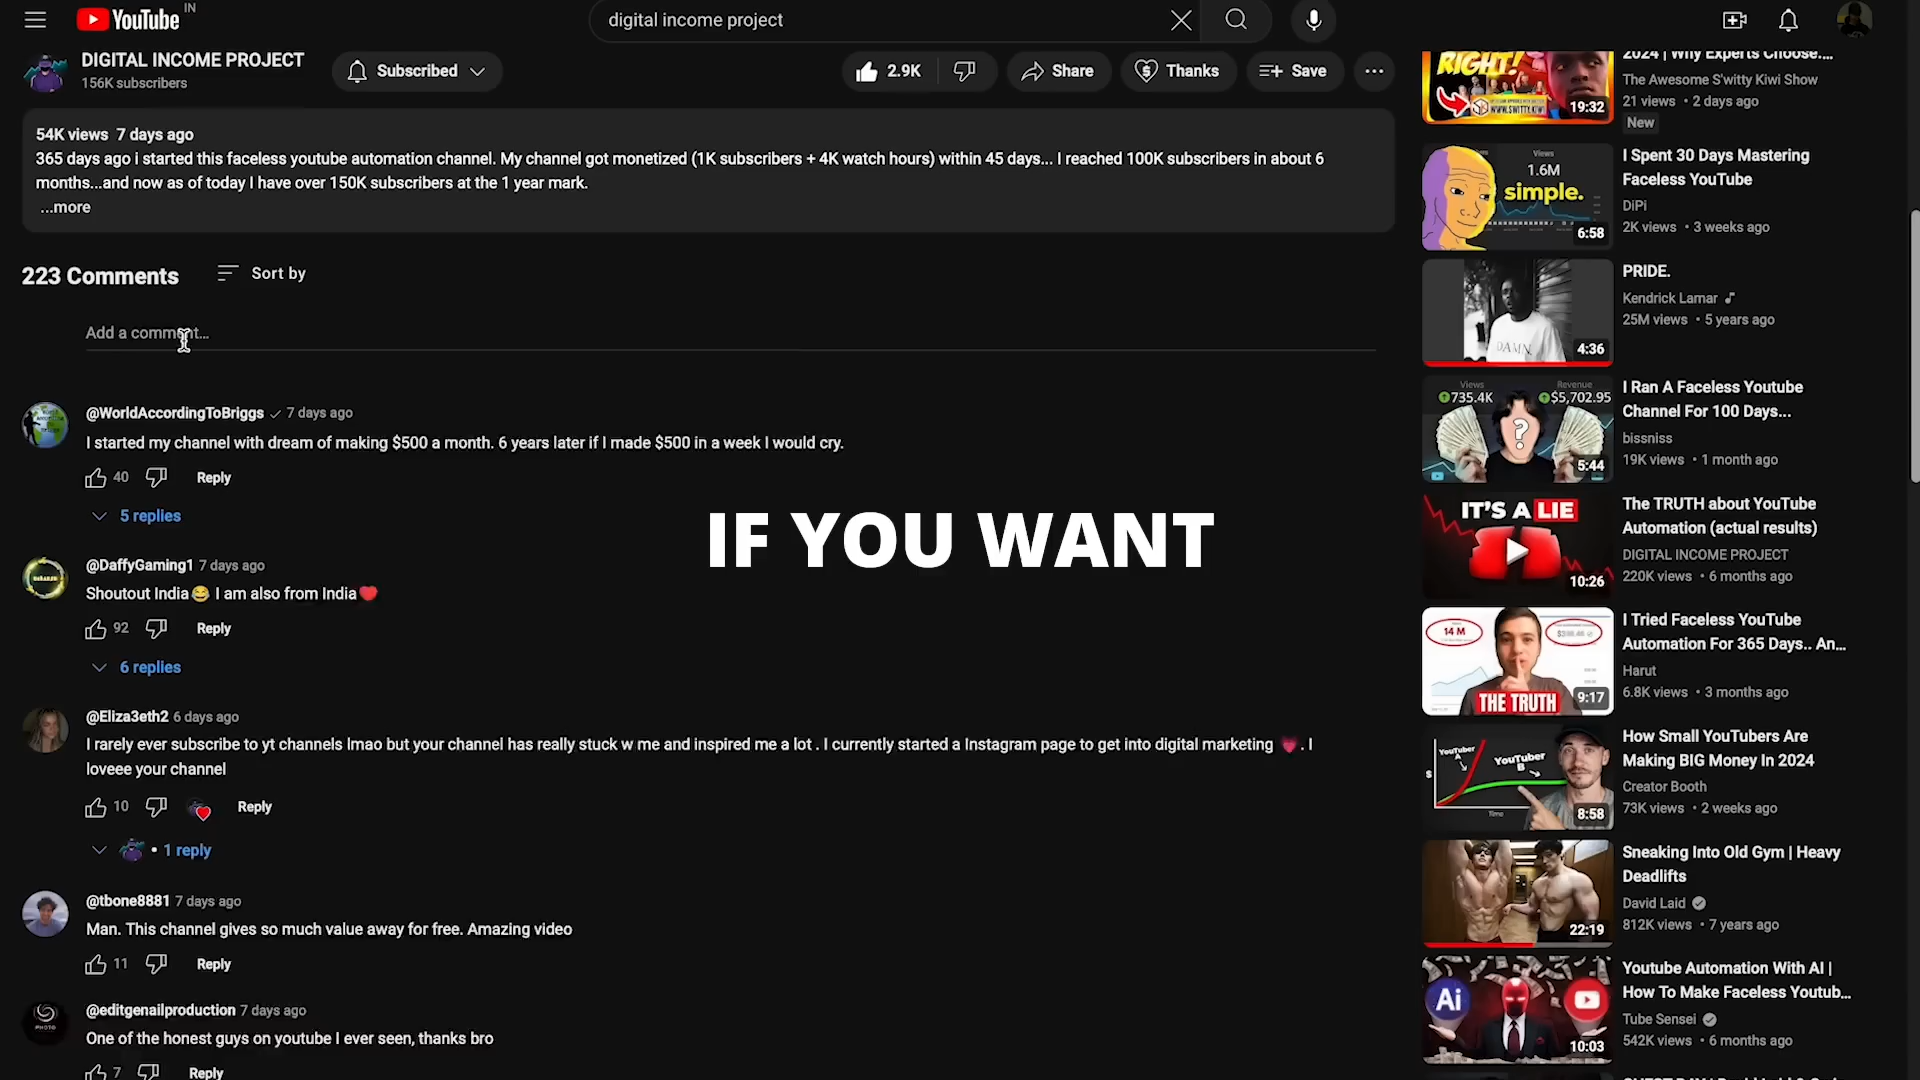 YouTube IN
digital income project
DIGITAL INCOME PROJECT
156K subscribers
Subscribed
2.9K
Share
Thanks
Save
54K views 7 days ago
365 days ago i started this faceless youtube automation channel. My channel got monetized (1K subscribers + 4K watch hours) within 45 days... I reached 100K subscribers in about 6
months...and now as of today I have over 150K subscribers at the 1 year mark.
...more
223 Comments
Sort by
Add a comment...
@WorldAccordingToBriggs 7 days ago
I started my channel with dream of making $500 a month. 6 years later if I made $500 in a week I would cry.
40
Reply
5 replies
IF YOU WANT
@DaffyGaming1 7 days ago
Shoutout India😂 I am also from India❤️
92
Reply
6 replies
@Eliza3eth2 6 days ago
I rarely ever subscribe to yt channels lmao but your channel has really stuck w me and inspired me a lot . I currently started a Instagram page to get into digital marketing 💗. I
loveee your channel
10
Reply
• 1 reply
@tbone8881 7 days ago
Man. This channel gives so much value away for free. Amazing video
11
Reply
@editgenailproduction 7 days ago
One of the honest guys on youtube I ever seen, thanks bro
7
Reply
RIGHT!
WWW.SWITTY.KIWI
19:32
2024 | Why Experts Choose....
The Awesome S'witty Kiwi Show
21 views • 2 days ago
New
Views
1.6M
simple.
6:58
I Spent 30 Days Mastering
Faceless YouTube
DiPi
2K views • 3 weeks ago
DAMN.
4:36
PRIDE.
Kendrick Lamar
25M views • 5 years ago
Views
735.4K
Revenue
$5,702.95
?
5:44
I Ran A Faceless Youtube
Channel For 100 Days...
bissniss
19K views • 1 month ago
IT'S A LIE
10:26
The TRUTH about YouTube
Automation (actual results)
DIGITAL INCOME PROJECT
220K views • 6 months ago
14 M
THE TRUTH
9:17
I Tried Faceless YouTube
Automation For 365 Days.. An...
Harut
6.8K views • 3 months ago
YouTuber A
YouTuber B
$
Time
8:58
How Small YouTubers Are
Making BIG Money In 2024
Creator Booth
73K views • 2 weeks ago
22:19
Sneaking Into Old Gym | Heavy
Deadlifts
David Laid
812K views • 7 years ago
Ai
10:03
Youtube Automation With AI |
How To Make Faceless Youtub...
Tube Sensei
542K views • 6 months ago